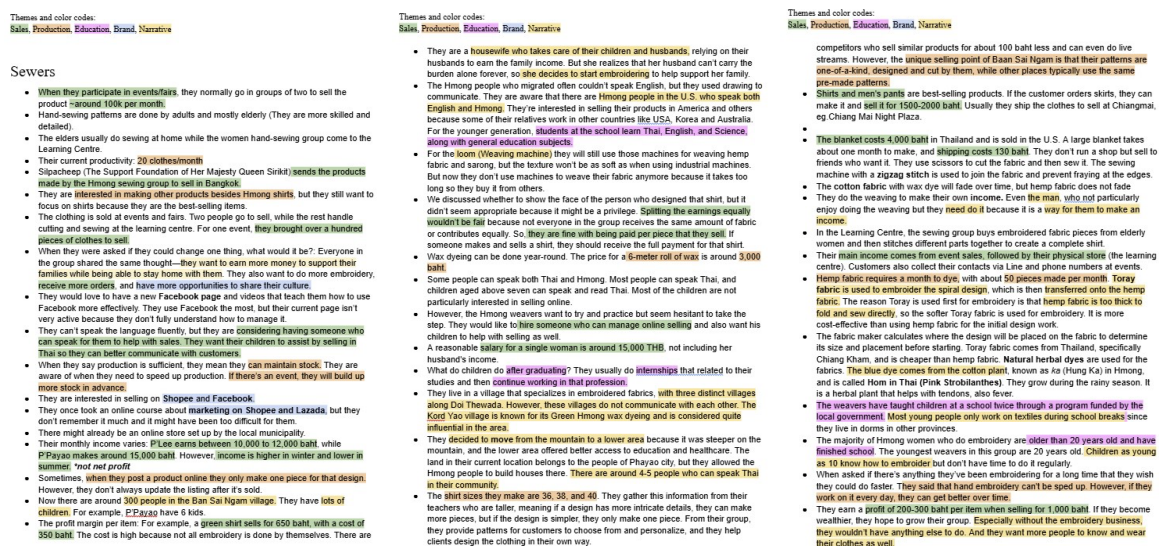 Themes and color codes:
Sales, Production, Education, Brand, Narrative
Sewers
• When they participate in events/fairs, they normally go in groups of two to sell the
product ~around 100k per month.
• Hand-sewing patterns are done by adults and mostly elderly (They are more skilled and
detailed).
• The elders usually do sewing at home while the women hand-sewing group come to the
Learning Centre.
• Their current productivity: 20 clothes/month
• Silpacheep (The Support Foundation of Her Majesty Queen Sirikit) sends the products
made by the Hmong sewing group to sell in Bangkok.
• They are interested in making other products besides Hmong shirts, but they still want to
focus on shirts because they are the best-selling items.
• The clothing is sold at events and fairs. Two people go to sell, while the rest handle
cutting and sewing at the learning centre. For one event, they brought over a hundred
pieces of clothes to sell.
• When they were asked if they could change one thing, what would it be?: Everyone in
the group shared the same thought—they want to earn more money to support their
families while being able to stay home with them. They also want to do more embroidery,
receive more orders, and have more opportunities to share their culture.
• They would love to have a new Facebook page and videos that teach them how to use
Facebook more effectively. They use Facebook the most, but their current page isn't
very active because they don't fully understand how to manage it.
• They can't speak the language fluently, but they are considering having someone who
can speak for them to help with sales. They want their children to assist by selling in
Thai so they can better communicate with customers.
• When they say production is sufficient, they mean they can maintain stock. They are
aware of when they need to speed up production. If there's an event, they will build up
more stock in advance.
• They are interested in selling on Shopee and Facebook.
• They once took an online course about marketing on Shopee and Lazada, but they
don't remember it much and it might have been too difficult for them.
• There might be an online store set up by the local municipality.
• Their monthly income varies: P'Lee earns between 10,000 to 12,000 baht, while
P'Payao makes around 15,000 baht. However, income is higher in winter and lower in
summer. *not net profit
• Sometimes, when they post a product online they only make one piece for that design.
However, they don't always update the listing after it's sold.
• Now there are around 300 people in the Ban Sai Ngam village. They have lots of
children. For example, P'Payao have 6 kids.
• The profit margin per item: For example, a green shirt sells for 650 baht, with a cost of
350 baht. The cost is high because not all embroidery is done by themselves. There are
Themes and color codes:
Sales, Production, Education, Brand, Narrative
• They are a housewife who takes care of their children and husbands, relying on their
husbands to earn the family income. But she realizes that her husband can't carry the
burden alone forever, so she decides to start embroidering to help support her family.
• The Hmong people who migrated often couldn't speak English, but they used drawing to
communicate. They are aware that there are Hmong people in the U.S. who speak both
English and Hmong. They're interested in selling their products in America and others
because some of their relatives work in other countries like USA, Korea and Australia.
For the younger generation, students at the school learn Thai, English, and Science,
along with general education subjects.
• For the loom (Weaving machine) they will still use those machines for weaving hemp
fabric and sarong, but the texture won't be as soft as when using industrial machines.
But now they don't use machines to weave their fabric anymore because it takes too
long so they buy it from others.
• We discussed whether to show the face of the person who designed that shirt, but it
didn't seem appropriate because it might be a privilege. Splitting the earnings equally
wouldn't be fair because not everyone in the group receives the same amount of fabric
or contributes equally. So, they are fine with being paid per piece that they sell. If
someone makes and sells a shirt, they should receive the full payment for that shirt.
• Wax dyeing can be done year-round. The price for a 6-meter roll of wax is around 3,000
baht.
• Some people can speak both Thai and Hmong. Most people can speak Thai, and
children aged above seven can speak and read Thai. Most of the children are not
particularly interested in selling online.
• However, the Hmong weavers want to try and practice but seem hesitant to take the
step. They would like to hire someone who can manage online selling and also want his
children to help with selling as well.
• A reasonable salary for a single woman is around 15,000 THB, not including her
husband's income.
• What do children do after graduating? They usually do internships that related to their
studies and then continue working in that profession.
• They live in a village that specializes in embroidered fabrics, with three distinct villages
along Doi Thewada. However, these villages do not communicate with each other. The
Kord Yao village is known for its Green Hmong wax dyeing and is considered quite
influential in the area.
• They decided to move from the mountain to a lower area because it was steeper on the
mountain, and the lower area offered better access to education and healthcare. The
land in their current location belongs to the people of Phayao city, but they allowed the
Hmong people to build houses there. There are around 4-5 people who can speak Thai
in their community.
• The shirt sizes they make are 36, 38, and 40. They gather this information from their
teachers who are taller, meaning if a design has more intricate details, they can make
more pieces, but if the design is simpler, they only make one piece. From their group,
they provide patterns for customers to choose from and personalize, and they help
clients design the clothing in their own way.
Themes and color codes:
Sales, Production, Education, Brand, Narrative
competitors who sell similar products for about 100 baht less and can even do live
streams. However, the unique selling point of Baan Sai Ngam is that their patterns are
one-of-a-kind, designed and cut by them, while other places typically use the same
pre-made patterns.
• Shirts and men's pants are best-selling products. If the customer orders skirts, they can
make it and sell it for 1500-2000 baht. Usually they ship the clothes to sell at Chiangmai,
eg.Chiang Mai Night Plaza.
•
• The blanket costs 4,000 baht in Thailand and is sold in the U.S. A large blanket takes
about one month to make, and shipping costs 130 baht. They don't run a shop but sell to
friends who want it. They use scissors to cut the fabric and then sew it. The sewing
machine with a zigzag stitch is used to join the fabric and prevent fraying at the edges.
• The cotton fabric with wax dye will fade over time, but hemp fabric does not fade
• They do the weaving to make their own income. Even the man, who not particularly
enjoy doing the weaving but they need do it because it is a way for them to make an
income.
• In the Learning Centre, the sewing group buys embroidered fabric pieces from elderly
women and then stitches different parts together to create a complete shirt.
• Their main income comes from event sales, followed by their physical store (the learning
centre). Customers also collect their contacts via Line and phone numbers at events.
• Hemp fabric requires a month to dye, with about 50 pieces made per month. Toray
fabric is used to embroider the spiral design, which is then transferred onto the hemp
fabric. The reason Toray is used first for embroidery is that hemp fabric is too thick to
fold and sew directly, so the softer Toray fabric is used for embroidery. It is more
cost-effective than using hemp fabric for the initial design work.
• The fabric maker calculates where the design will be placed on the fabric to determine
its size and placement before starting. Toray fabric comes from Thailand, specifically
Chiang Kham, and is cheaper than hemp fabric. Natural herbal dyes are used for the
fabrics. The blue dye comes from the cotton plant, known as ka (Hung Ka) in Hmong,
and is called Hom in Thai (Pink Strobilanthes). They grow during the rainy season. It
is a herbal plant that helps with tendons, also fever.
• The weavers have taught children at a school twice through a program funded by the
local government. Most young people only work on textiles during school breaks since
they live in dorms in other provinces.
• The majority of Hmong women who do embroidery are older than 20 years old and have
finished school. The youngest weavers in this group are 20 years old. Children as young
as 10 know how to embroider but don't have time to do it regularly.
• When asked if there's anything they've been embroidering for a long time that they wish
they could do faster. They said that hand embroidery can't be sped up. However, if they
work on it every day, they can get better over time.
• They earn a profit of 200-300 baht per item when selling for 1,000 baht. If they become
wealthier, they hope to grow their group. Especially without the embroidery business,
they wouldn't have anything else to do. And they want more people to know and wear
their clothes as well.